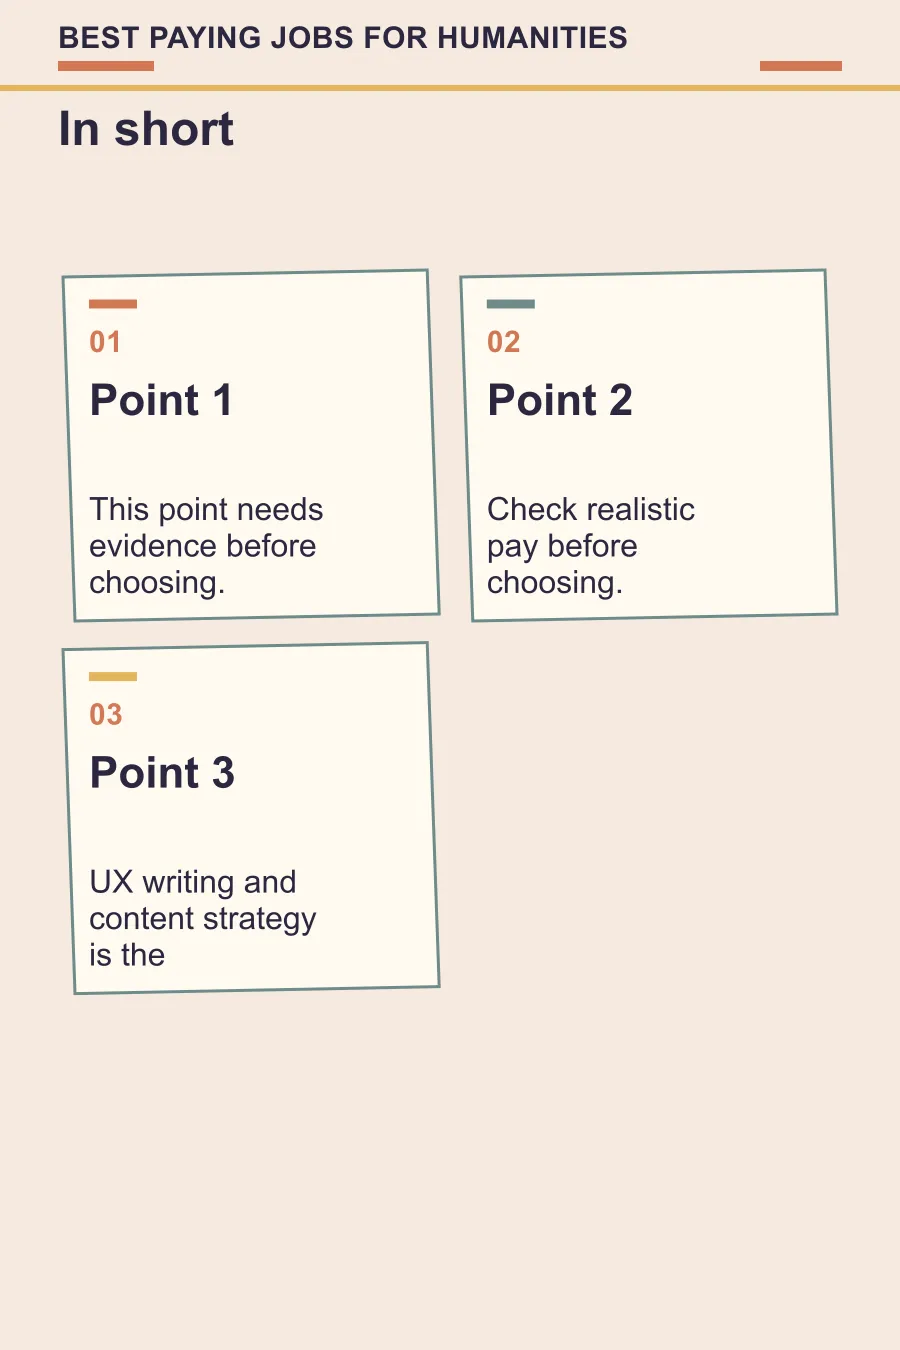 BEST PAYING JOBS FOR HUMANITIES
In short
01
Point 1
This point needs
evidence before
choosing.
02
Point 2
Check realistic
pay before
choosing.
03
Point 3
UX writing and
content strategy
is the